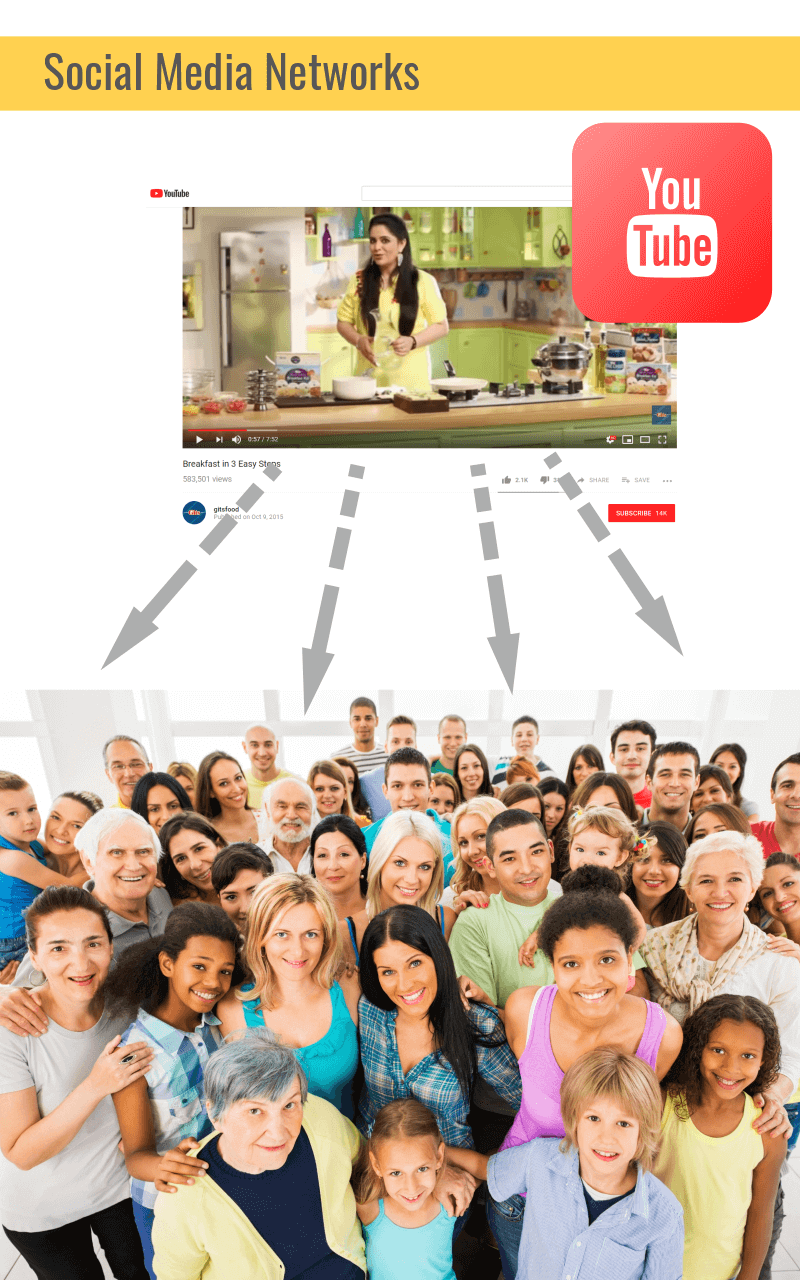 Social Media Networks
You
Tube
YouTube
0:57 / 7:52
Breakfast in 3 Easy Steps
583,501 views
2.1K
SHARE
SAVE
gitsfood
Published on Oct 9, 2015
SUBSCRIBE 14K